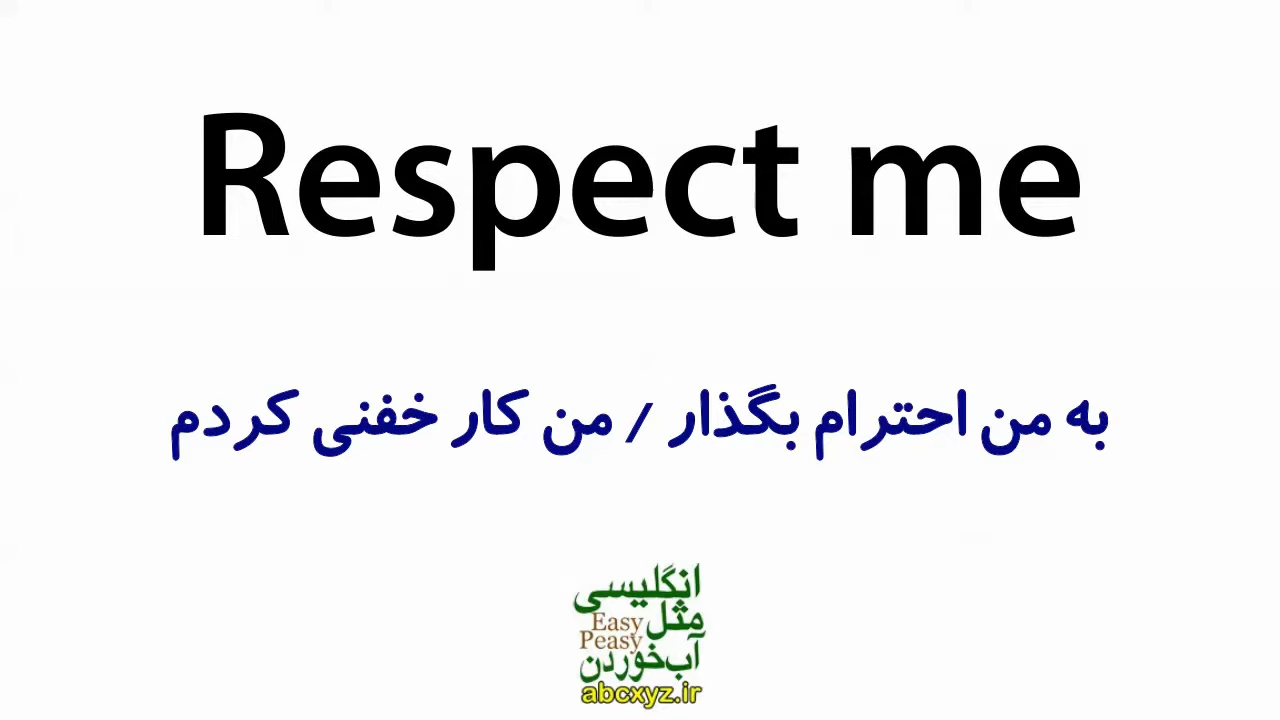 Respect me
به من احترام بگذار / من کار خفنی کردم
انگلیسی
مثل
Easy
Peasy
آب‌خوردن
abcxyz.ir